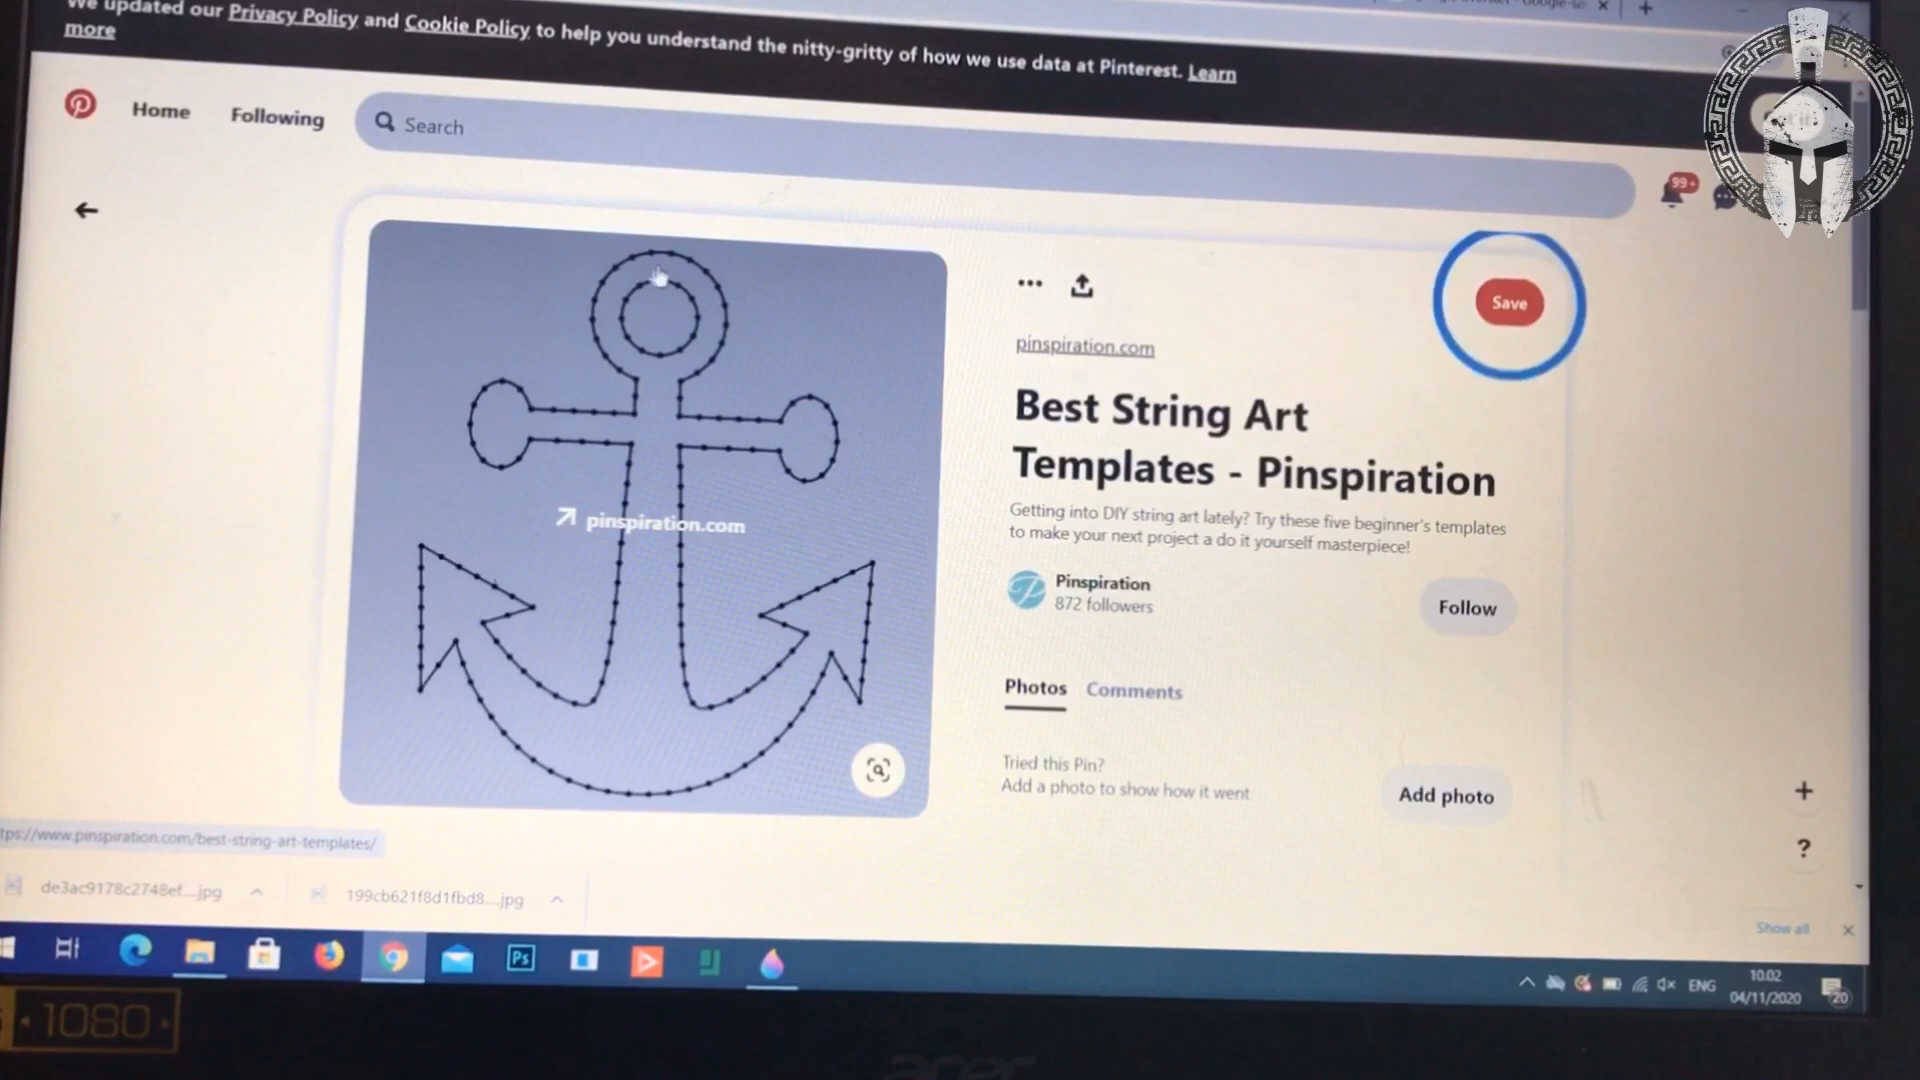 We updated our Privacy Policy and Cookie Policy to help you understand the nitty-gritty of how we use data at Pinterest. Learn
more
Home
Following
Search
99+
Save
pinspiration.com
Best String Art
Templates - Pinspiration
Getting into DIY string art lately? Try these five beginner's templates
to make your next project a do it yourself masterpiece!
pinspiration.com
Pinspiration
872 followers
Follow
Photos
Comments
Tried this Pin?
Add a photo to show how it went
Add photo
+
?
tps://www.pinspiration.com/best-string-art-templates/
de3ac9178c2748ef....jpg
199cb621f8d1fbd8....jpg
Show all
Ps
ENG
10.02
04/11/2020
20
1080
acer